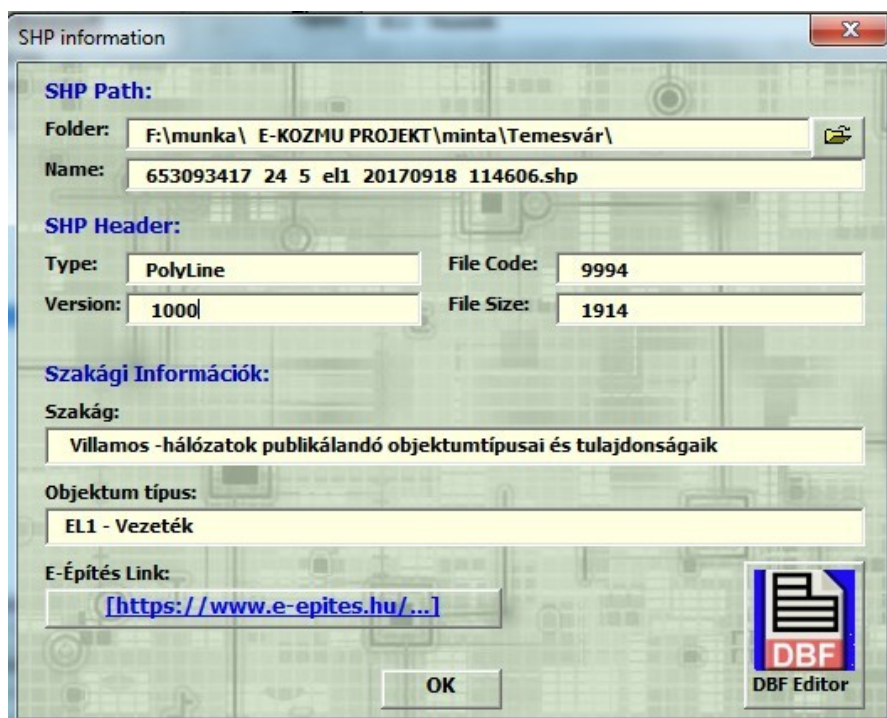 SHP information
SHP Path:
Folder: F:\munka\ E-KOZMU PROJEKT\minta\Temesvár\
Name: 653093417 24 5 el1 20170918 114606.shp
SHP Header:
Type: PolyLine File Code: 9994
Version: 1000 File Size: 1914
Szakági Információk:
Szakág:
Villamos -hálózatok publikálandó objektumtípusai és tulajdonságaik
Objektum típus:
EL1 - Vezeték
E-Építés Link:
[https://www.e-epites.hu/...]
DBF
OK DBF Editor